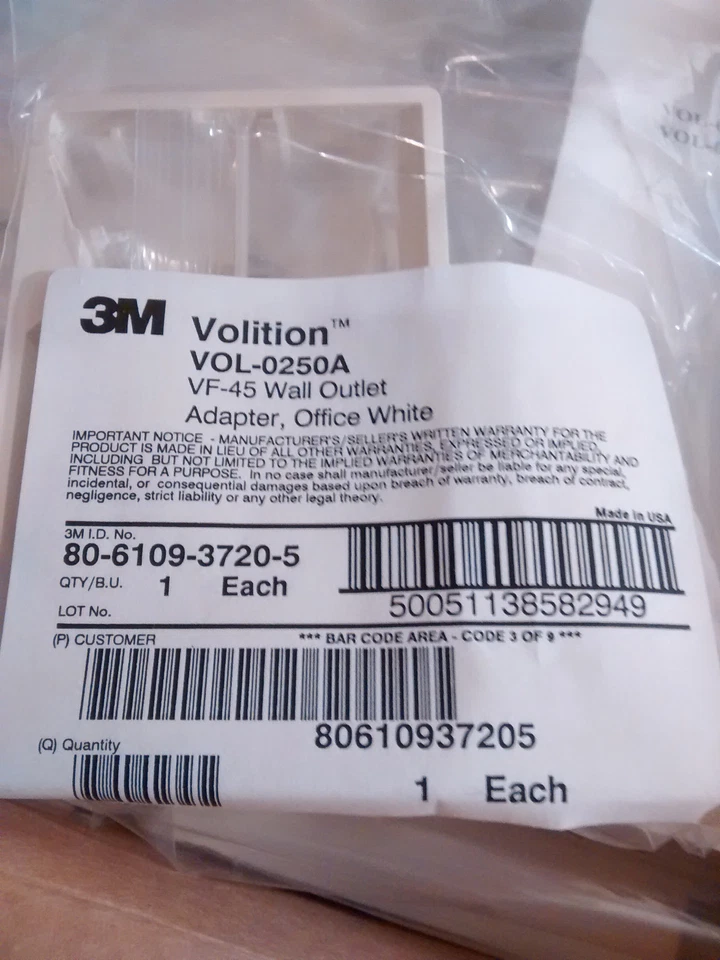 VOL-
VOL-
3M Volition™
VOL-0250A
VF-45 Wall Outlet
Adapter, Office White
IMPORTANT NOTICE - MANUFACTURER'S/SELLER'S WRITTEN WARRANTY FOR THE
PRODUCT IS MADE IN LIEU OF ALL OTHER WARRANTIES, EXPRESSED OR IMPLIED,
INCLUDING BUT NOT LIMITED TO THE IMPLIED WARRANTIES OF MERCHANTABILITY AND
FITNESS FOR A PURPOSE. In no case shall manufacturer/seller be liable for any special,
incidental, or consequential damages based upon breach of warranty, breach of contract,
negligence, strict liability or any other legal theory.
Made in USA
3M I.D. No.
80-6109-3720-5
QTY/B.U. 1 Each
50051138582949
LOT No.
(P) CUSTOMER *** BAR CODE AREA - CODE 3 OF 9 ***
80610937205
(Q) Quantity
1 Each